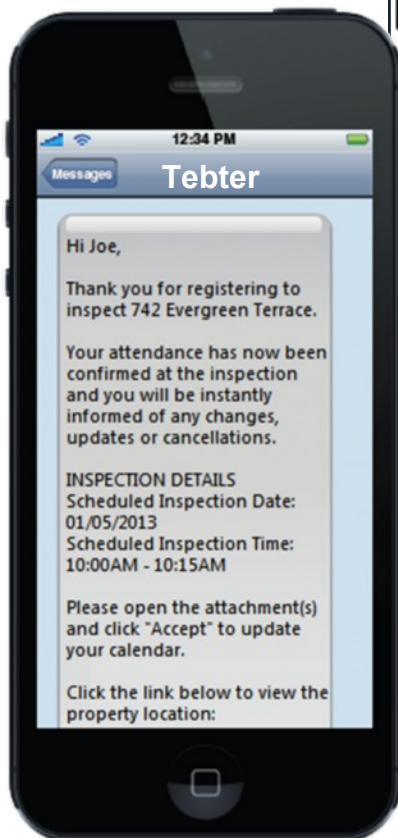 12:34 PM
Messages
Tebter
Hi Joe,
Thank you for registering to
inspect 742 Evergreen Terrace.
Your attendance has now been
confirmed at the inspection
and you will be instantly
informed of any changes,
updates or cancellations.
INSPECTION DETAILS
Scheduled Inspection Date:
01/05/2013
Scheduled Inspection Time:
10:00AM - 10:15AM
Please open the attachment(s)
and click "Accept" to update
your calendar.
Click the link below to view the
property location: